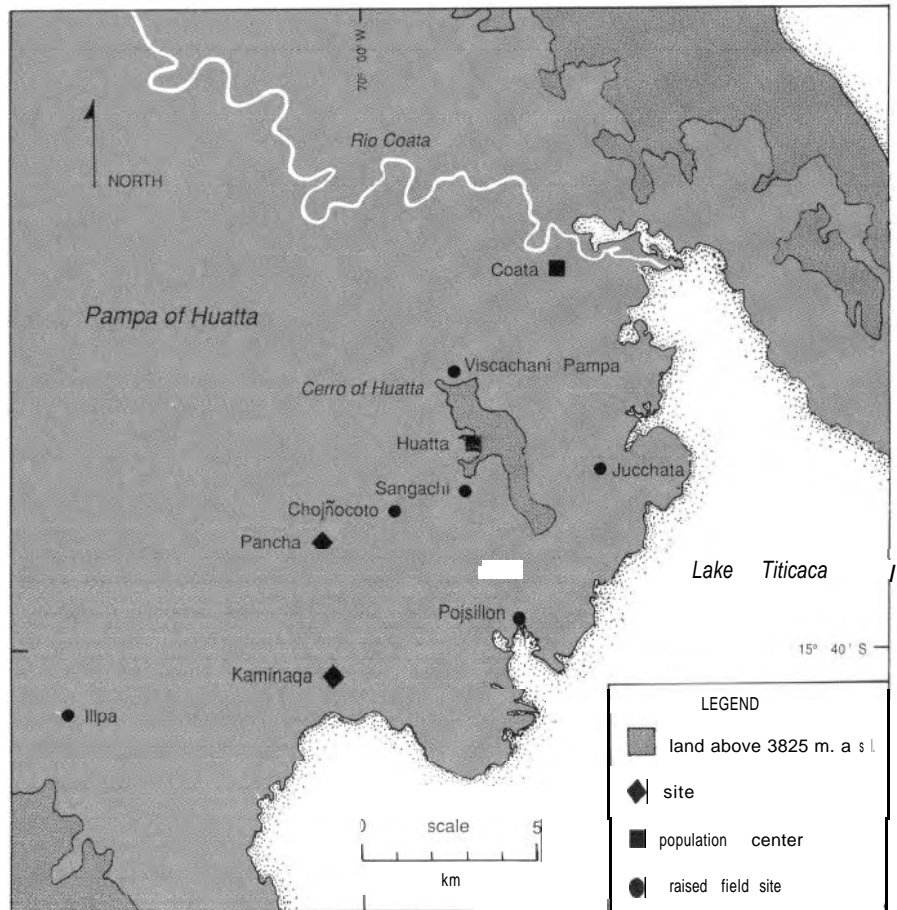 70° 00' W
Rio Coata
NORTH
Coata
Pampa of Huatta
Viscachani Pampa
Cerro of Huatta
Huatta
Jucchata
Sangachi
Chojñocoto
Pancha
Lake Titicaca
Pojsillon
15° 40' S
Kaminaqa
Illpa
LEGEND
land above 3825 m. a s l.
site
population center
raised field site
0 scale 5
km